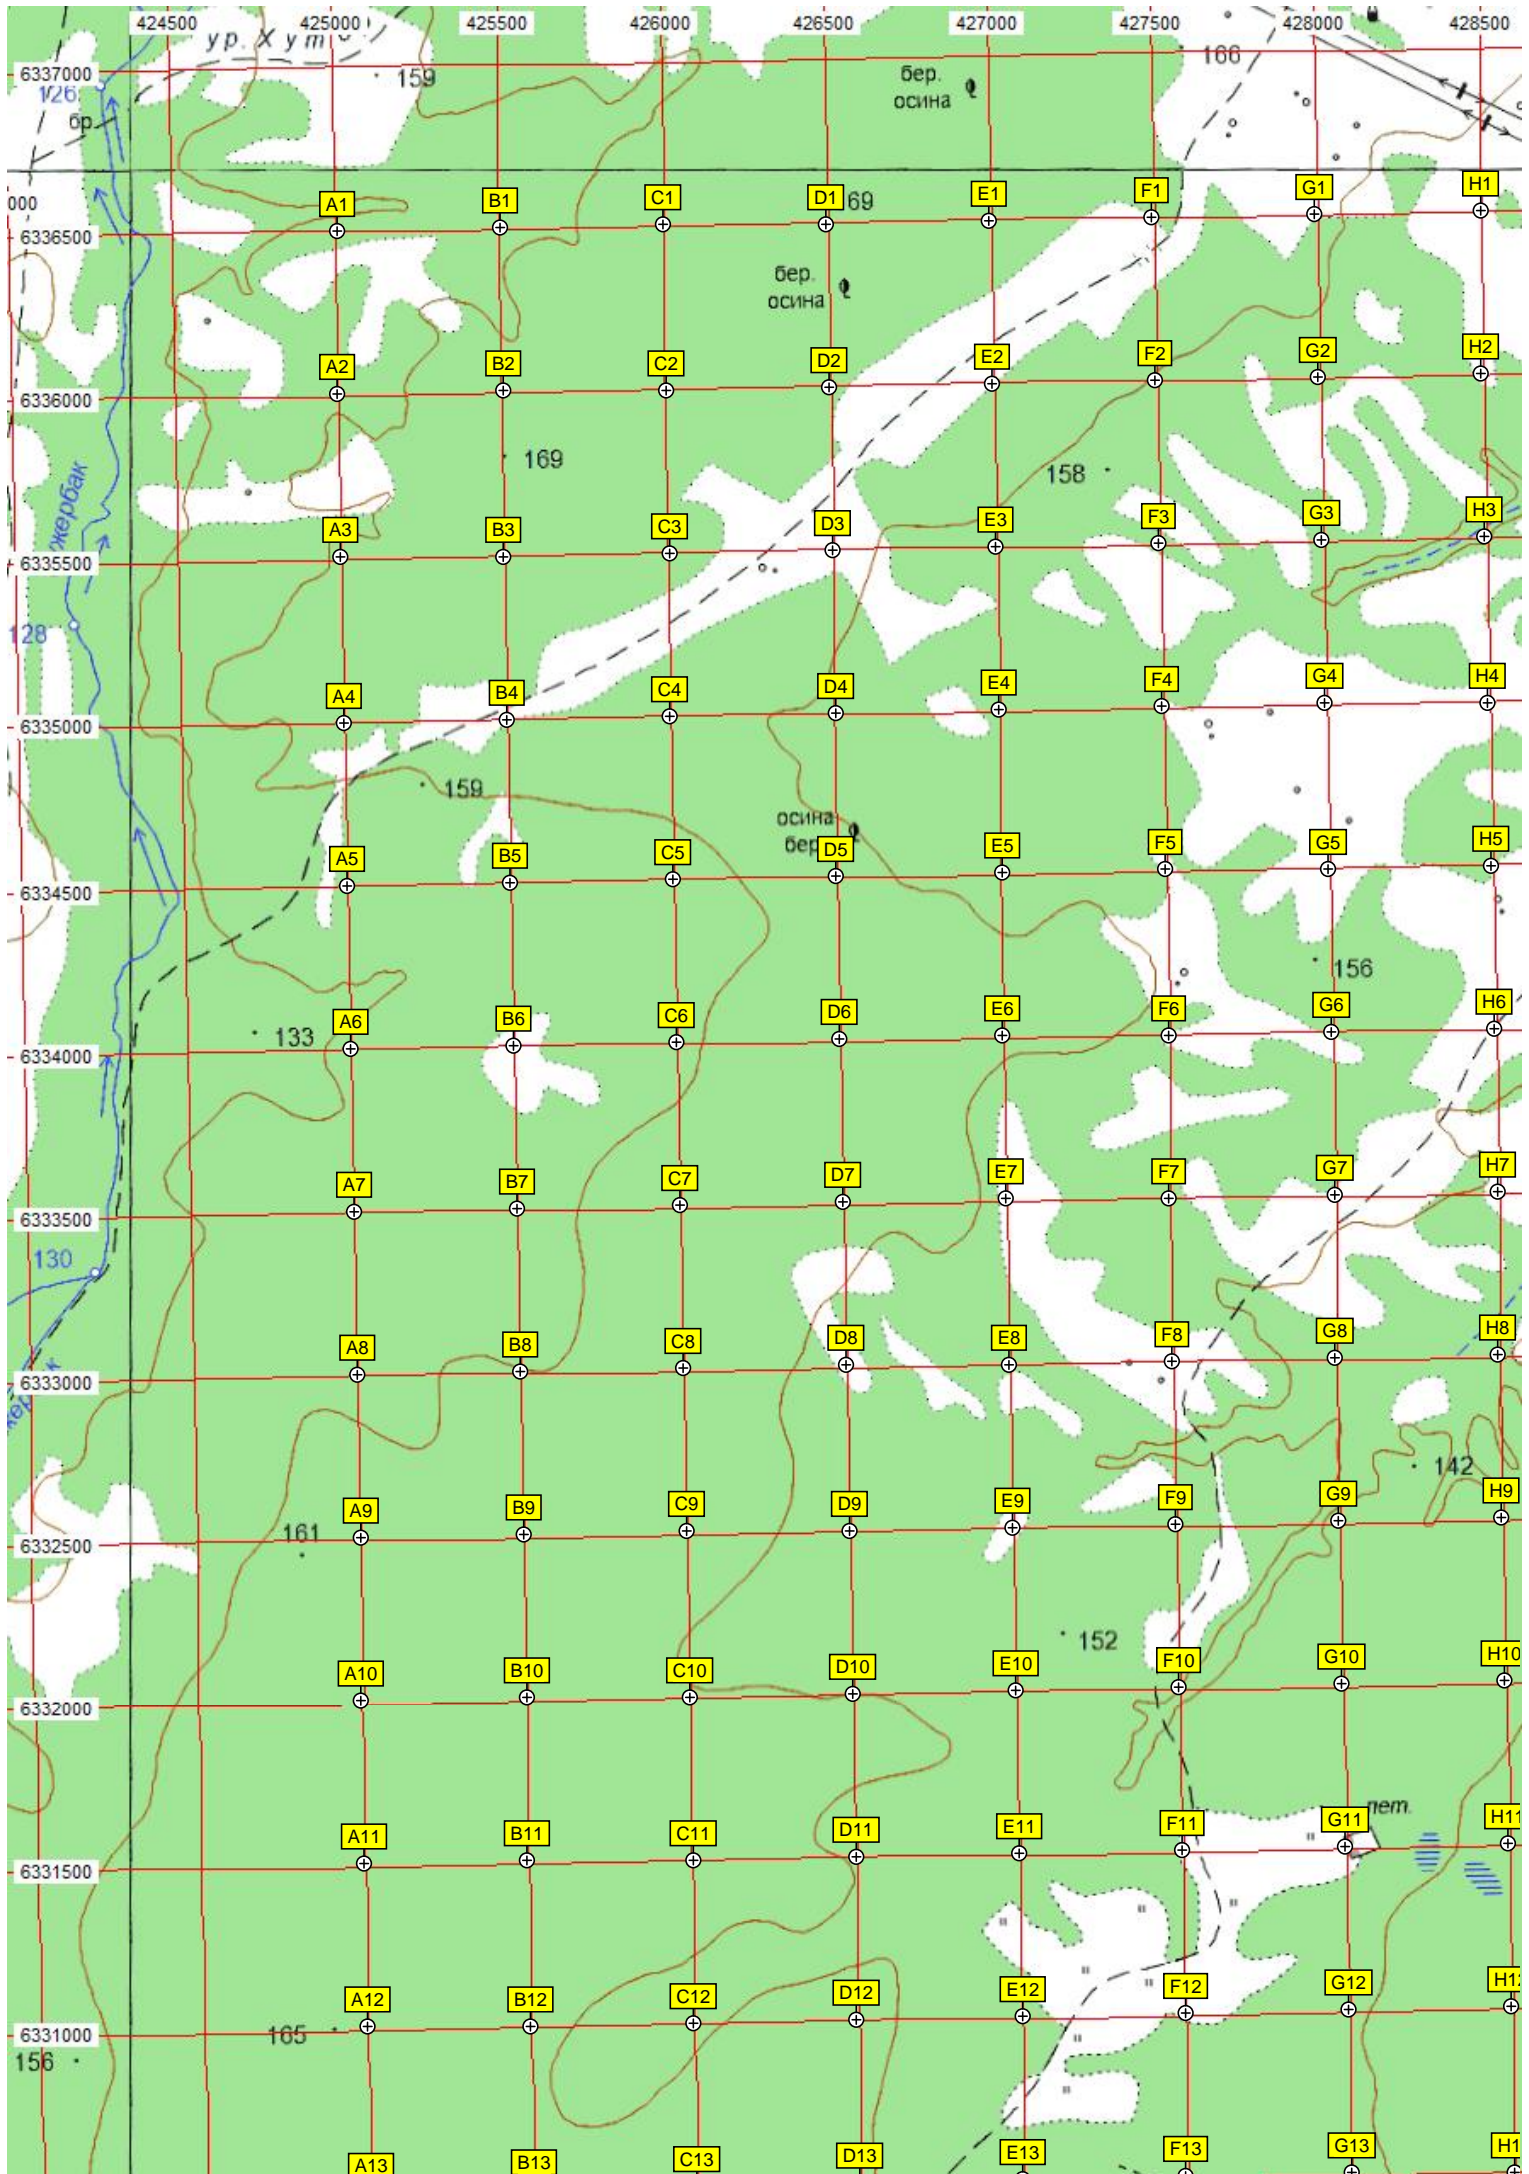 424500 425000 425500 426000 426500 427000 427500 428000 428500
ур. Хут
166
6337000
159
бер.
осина
126
бр.
000
A1 B1 C1 D1 69 E1 F1 G1 H1
6336500
бер.
осина
A2 B2 C2 D2 E2 F2 G2 H2
6336000
169
158
жербак
A3 B3 C3 D3 E3 F3 G3 H3
6335500
128
A4 B4 C4 D4 E4 F4 G4 H4
6335000
159
осина
бер
A5 B5 C5 D5 E5 F5 G5 H5
6334500
156
A6 B6 C6 D6 E6 F6 G6 H6
133
6334000
A7 B7 C7 D7 E7 F7 G7 H7
6333500
130
A8 B8 C8 D8 E8 F8 G8 H8
6333000
142
A9 B9 C9 D9 E9 F9 G9 H9
161
6332500
152
A10 B10 C10 D10 E10 F10 G10 H10
6332000
лет.
A11 B11 C11 D11 E11 F11 G11 H11
6331500
A12 B12 C12 D12 E12 F12 G12 H12
6331000
165
156
A13 B13 C13 D13 E13 F13 G13 H1